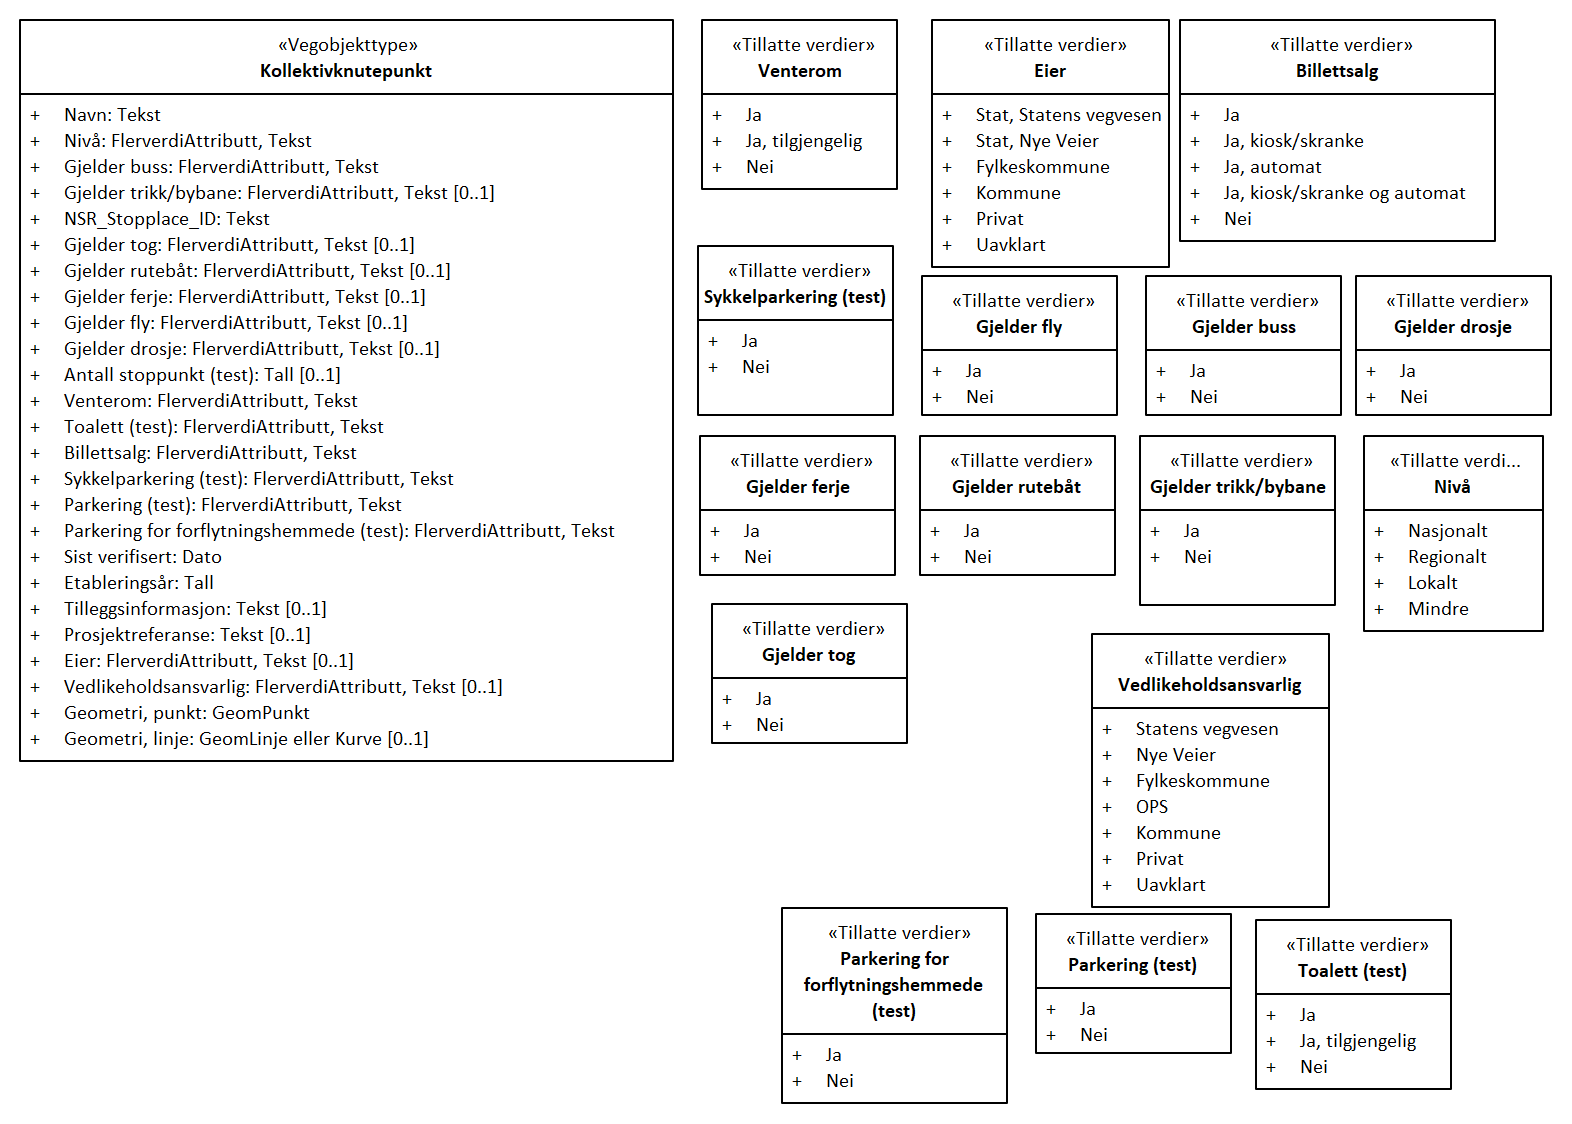 «Vegobjekttype»
Kollektivknutepunkt
+ Navn: Tekst
+ Nivå: FlerverdiAttributt, Tekst
+ Gjelder buss: FlerverdiAttributt, Tekst
+ Gjelder trikk/bybane: FlerverdiAttributt, Tekst [0..1]
+ NSR_Stopplace_ID: Tekst
+ Gjelder tog: FlerverdiAttributt, Tekst [0..1]
+ Gjelder rutebåt: FlerverdiAttributt, Tekst [0..1]
+ Gjelder ferje: FlerverdiAttributt, Tekst [0..1]
+ Gjelder fly: FlerverdiAttributt, Tekst [0..1]
+ Gjelder drosje: FlerverdiAttributt, Tekst [0..1]
+ Antall stoppunkt (test): Tall [0..1]
+ Venterom: FlerverdiAttributt, Tekst
+ Toalett (test): FlerverdiAttributt, Tekst
+ Billettsalg: FlerverdiAttributt, Tekst
+ Sykkelparkering (test): FlerverdiAttributt, Tekst
+ Parkering (test): FlerverdiAttributt, Tekst
+ Parkering for forflytningshemmede (test): FlerverdiAttributt, Tekst
+ Sist verifisert: Dato
+ Etableringsår: Tall
+ Tilleggsinformasjon: Tekst [0..1]
+ Prosjektreferanse: Tekst [0..1]
+ Eier: FlerverdiAttributt, Tekst [0..1]
+ Vedlikeholdsansvarlig: FlerverdiAttributt, Tekst [0..1]
+ Geometri, punkt: GeomPunkt
+ Geometri, linje: GeomLinje eller Kurve [0..1]
«Tillatte verdier»
Venterom
+ Ja
+ Ja, tilgjengelig
+ Nei
«Tillatte verdier»
Eier
+ Stat, Statens vegvesen
+ Stat, Nye Veier
+ Fylkeskommune
+ Kommune
+ Privat
+ Uavklart
«Tillatte verdier»
Billettsalg
+ Ja
+ Ja, kiosk/skranke
+ Ja, automat
+ Ja, kiosk/skranke og automat
+ Nei
«Tillatte verdier»
Sykkelparkering (test)
+ Ja
+ Nei
«Tillatte verdier»
Gjelder fly
+ Ja
+ Nei
«Tillatte verdier»
Gjelder buss
+ Ja
+ Nei
«Tillatte verdier»
Gjelder drosje
+ Ja
+ Nei
«Tillatte verdier»
Gjelder ferje
+ Ja
+ Nei
«Tillatte verdier»
Gjelder rutebåt
+ Ja
+ Nei
«Tillatte verdier»
Gjelder trikk/bybane
+ Ja
+ Nei
«Tillatte verdi...
Nivå
+ Nasjonalt
+ Regionalt
+ Lokalt
+ Mindre
«Tillatte verdier»
Gjelder tog
+ Ja
+ Nei
«Tillatte verdier»
Vedlikeholdsansvarlig
+ Statens vegvesen
+ Nye Veier
+ Fylkeskommune
+ OPS
+ Kommune
+ Privat
+ Uavklart
«Tillatte verdier»
Parkering for
forflytningshemmede
(test)
+ Ja
+ Nei
«Tillatte verdier»
Parkering (test)
+ Ja
+ Nei
«Tillatte verdier»
Toalett (test)
+ Ja
+ Ja, tilgjengelig
+ Nei